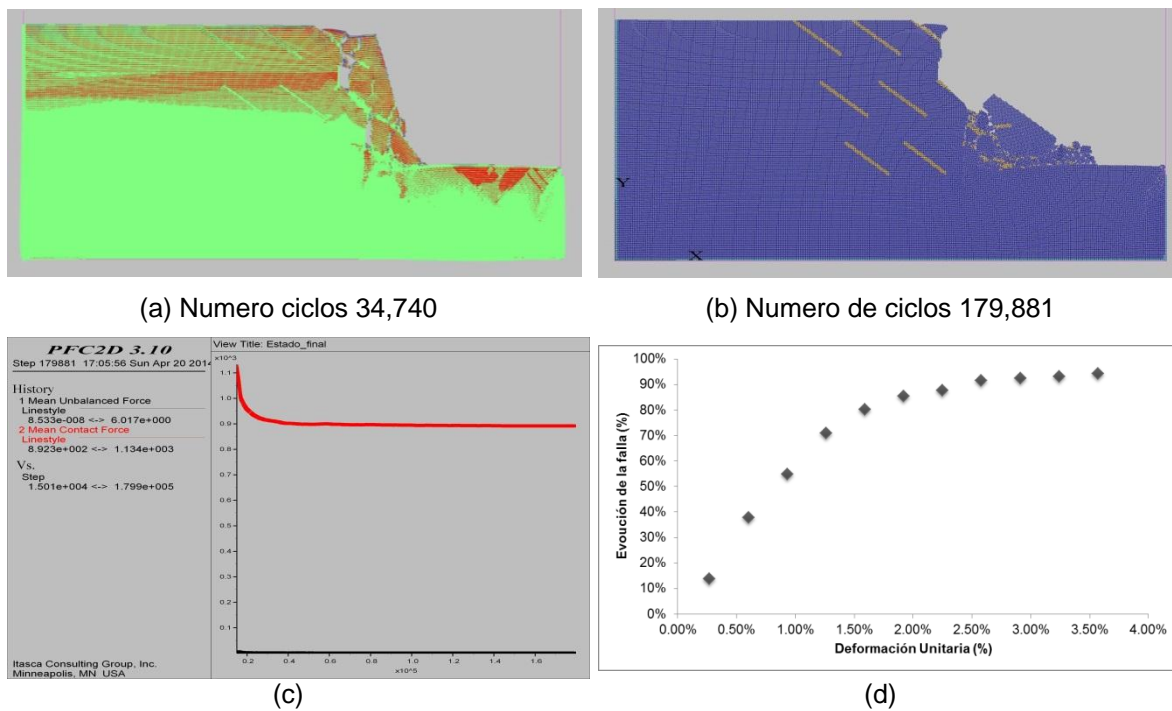 Y
X
(a) Numero ciclos 34,740
(b) Numero de ciclos 179,881
PFC2D 3.10
Step 179881 17:05:56 Sun Apr 20 2014
View Title: Estado_final
History
1 Mean Unbalanced Force
Linestyle
8.533e-008 <-> 6.017e+000
2 Mean Contact Force
Linestyle
8.923e+002 <-> 1.134e+003
Vs.
Step
1.501e+004 <-> 1.799e+005
Itasca Consulting Group, Inc.
Minneapolis, MN USA
x10^3
1.1
1.0
0.9
0.8
0.7
0.6
0.5
0.4
0.3
0.2
0.1
0.2
0.4
0.6
0.8
1.0
1.2
1.4
1.6
x10^5
(c)
Evoución de la falla (%)
100%
90%
80%
70%
60%
50%
40%
30%
20%
10%
0%
0.00%
0.50%
1.00%
1.50%
2.00%
2.50%
3.00%
3.50%
4.00%
Deformación Unitaria (%)
(d)